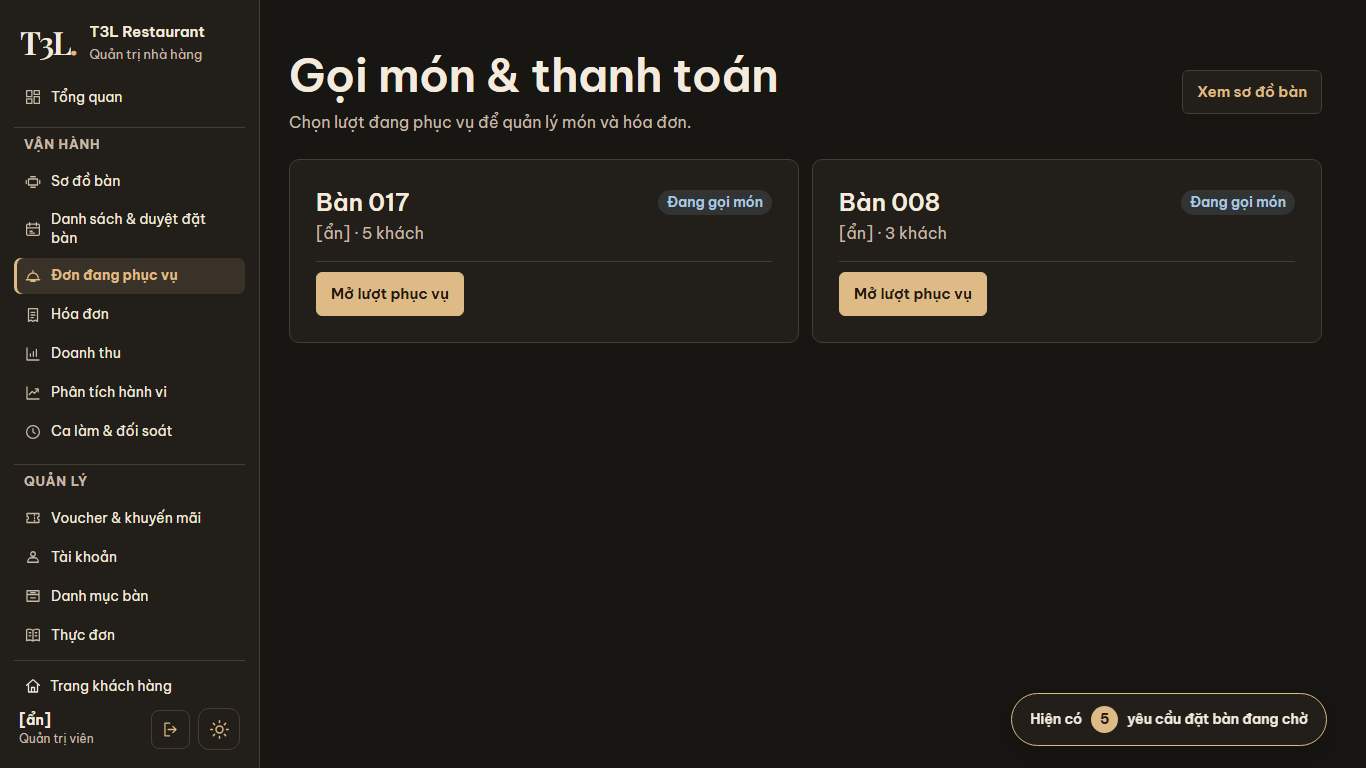 T3L.
T3L Restaurant
Quản trị nhà hàng
Tổng quan
VẬN HÀNH
Sơ đồ bàn
Danh sách & duyệt đặt
bàn
Đơn đang phục vụ
Hóa đơn
Doanh thu
Phân tích hành vi
Ca làm & đối soát
QUẢN LÝ
Voucher & khuyến mãi
Tài khoản
Danh mục bàn
Thực đơn
Trang khách hàng
[ẩn]
Quản trị viên
Gọi món & thanh toán
Chọn lượt đang phục vụ để quản lý món và hóa đơn.
Xem sơ đồ bàn
Bàn 017
Đang gọi món
[ẩn] · 5 khách
Mở lượt phục vụ
Bàn 008
Đang gọi món
[ẩn] · 3 khách
Mở lượt phục vụ
Hiện có 5 yêu cầu đặt bàn đang chờ